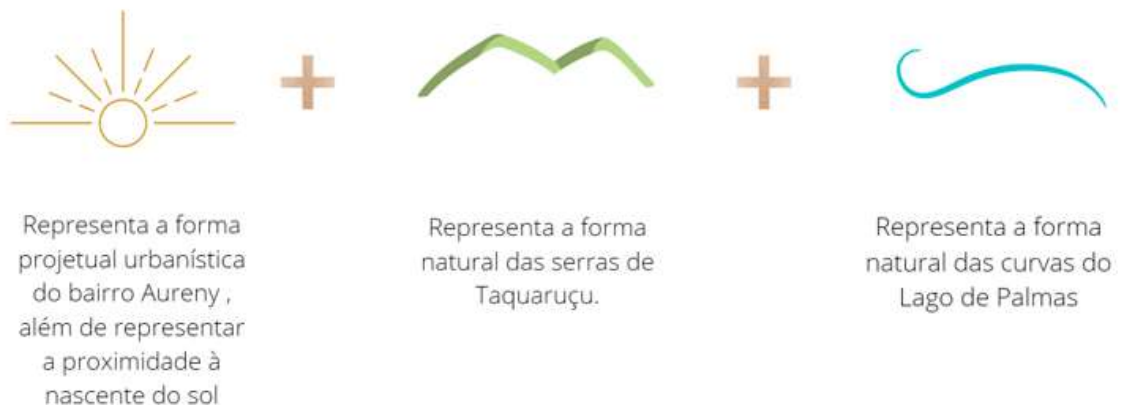 Representa a forma
projetual urbanística
do bairro Aureny ,
além de representar
a proximidade à
nascente do sol
Representa a forma
natural das serras de
Taquaruçu.
Representa a forma
natural das curvas do
Lago de Palmas